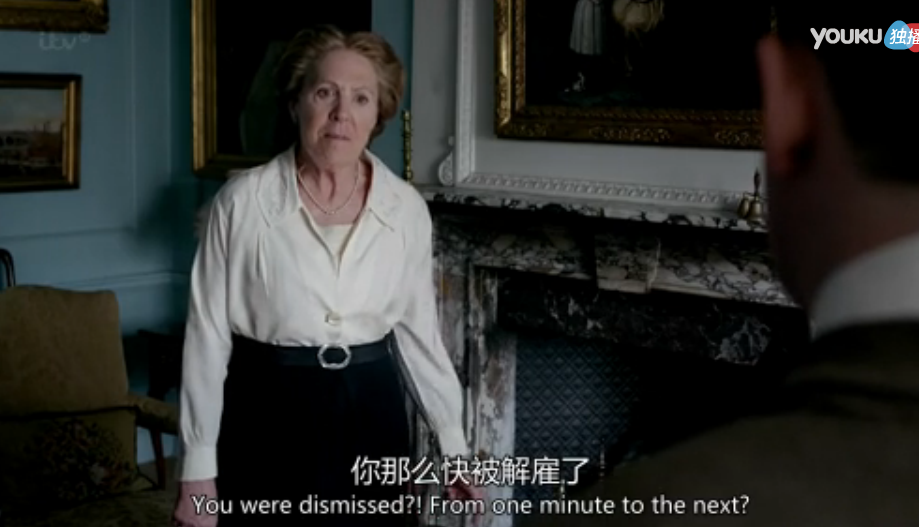 itv
YOUKU 独播
你那么快被解雇了
You were dismissed?! From one minute to the next?